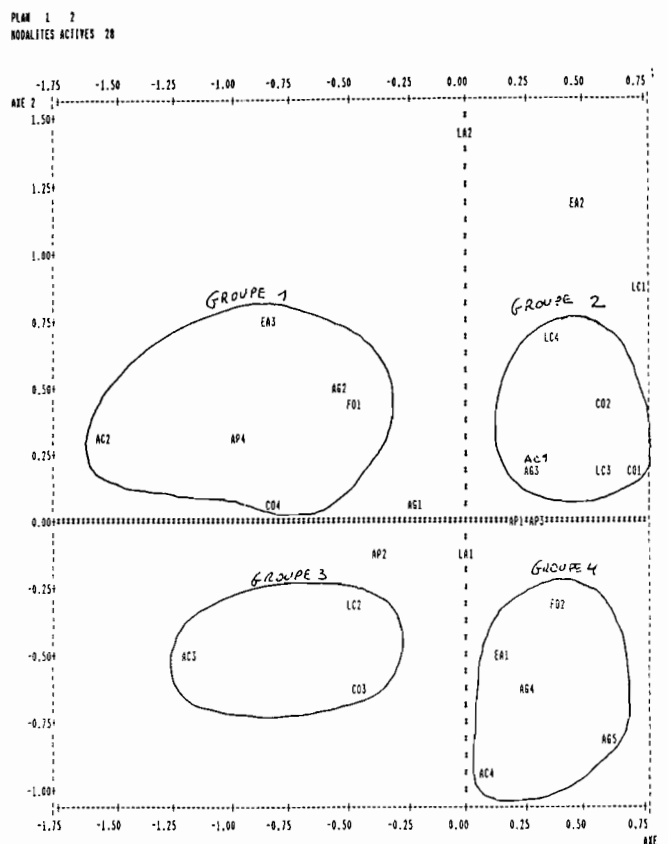 PLAN 1 2
MODALITES ACTIVES 28
-1.75 -1.50 -1.25 -1.00 -0.75 -0.50 -0.25 0.00 0.25 0.50 0.75
AXE 2
1.50
LA2
1.25
EA2
1.00
LC1
GROUPE 1 GROUPE 2
0.75
EA3
LC4
0.50
AG2
FO1 CO2
AC2 AP4
0.25
AC1
AG3 LC3 CO1
CO4 AG1
0.00
AP1 AP3
AP2 LA1
GROUPE 3 GROUPE 4
-0.25
LC2 FO2
-0.50
AC3 EA1
CO3 AG4
-0.75
AG5
AC4
-1.00
-1.75 -1.50 -1.25 -1.00 -0.75 -0.50 -0.25 0.00 0.25 0.50 0.75
AXE